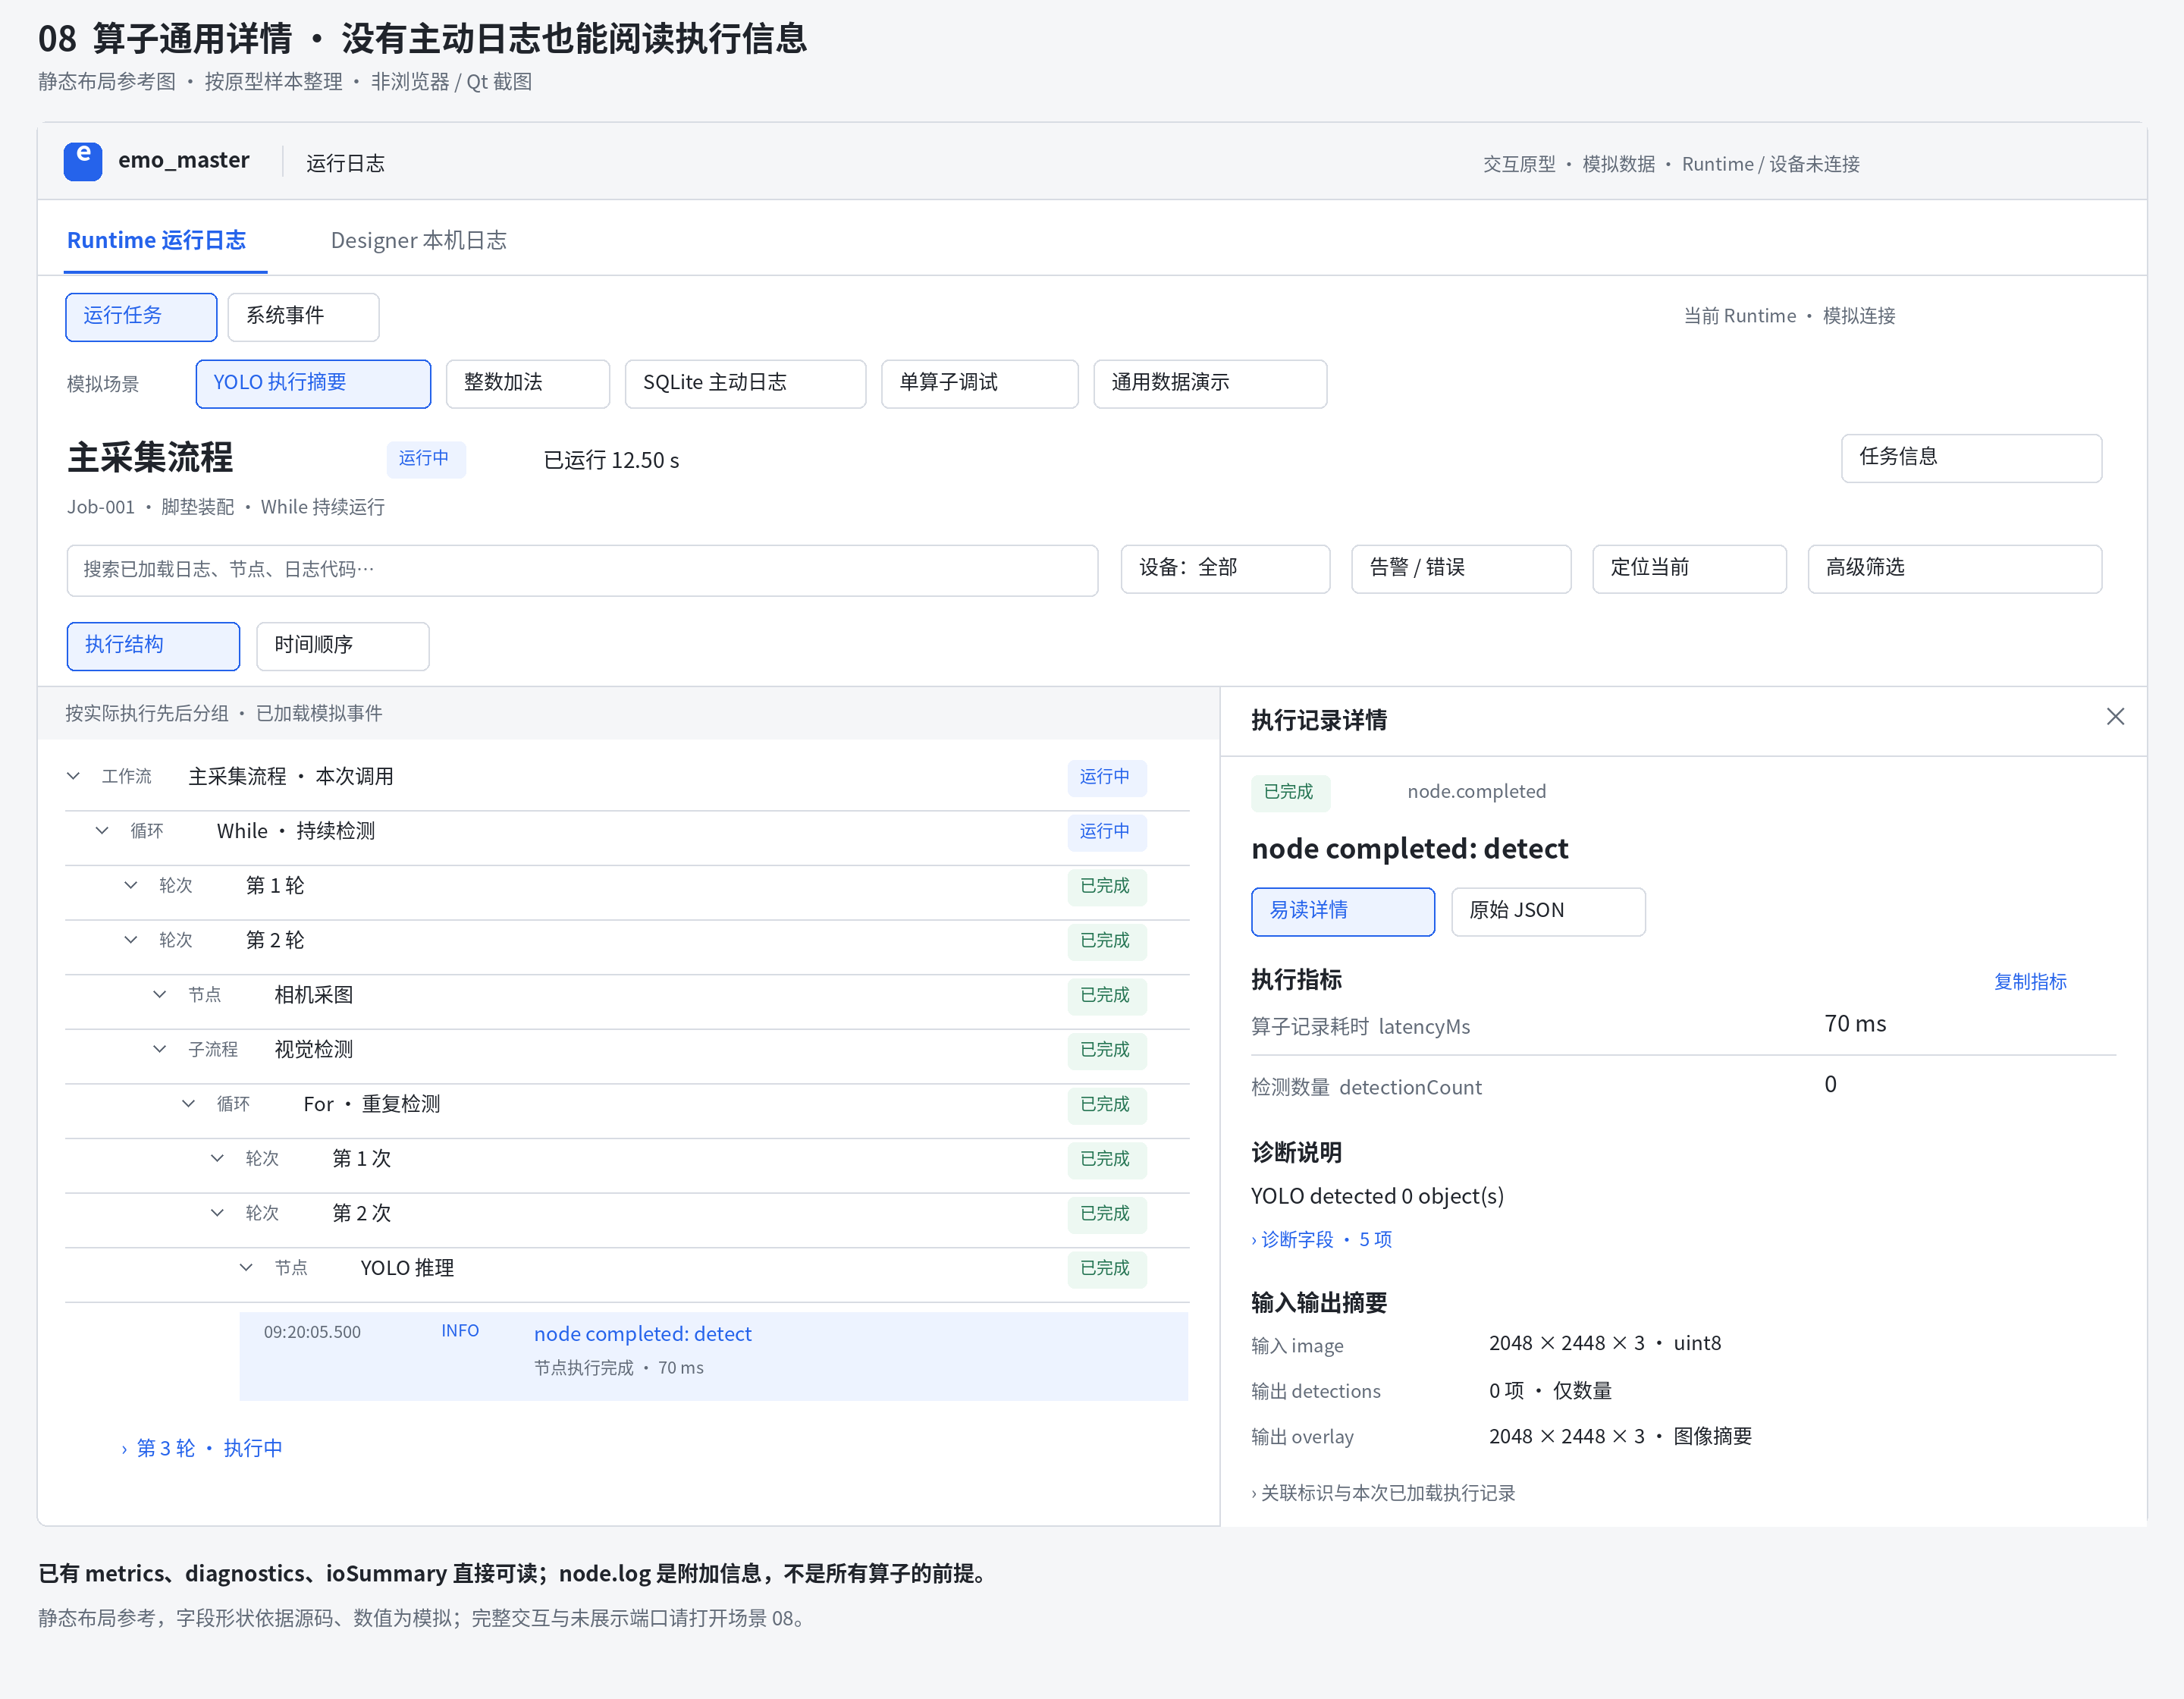 08 算子通用详情 • 没有主动日志也能阅读执行信息
静态布局参考图 • 按原型样本整理 • 非浏览器 / Qt 截图
e emo_master 运行日志 交互原型 • 模拟数据 • Runtime / 设备未连接
Runtime 运行日志 Designer 本机日志
运行任务 系统事件 当前 Runtime • 模拟连接
模拟场景 YOLO 执行摘要 整数加法 SQLite 主动日志 单算子调试 通用数据演示
主采集流程 运行中 已运行 12.50 s 任务信息
Job-001 • 脚垫装配 • While 持续运行
搜索已加载日志、节点、日志代码… 设备：全部 告警 / 错误 定位当前 高级筛选
执行结构 时间顺序
按实际执行先后分组 • 已加载模拟事件
工作流 主采集流程 • 本次调用 运行中
循环 While • 持续检测 运行中
轮次 第 1 轮 已完成
轮次 第 2 轮 已完成
节点 相机采图 已完成
子流程 视觉检测 已完成
循环 For • 重复检测 已完成
轮次 第 1 次 已完成
轮次 第 2 次 已完成
节点 YOLO 推理 已完成
09:20:05.500 INFO node completed: detect
节点执行完成 • 70 ms
› 第 3 轮 • 执行中
执行记录详情
已完成 node.completed
node completed: detect
易读详情 原始 JSON
执行指标 复制指标
算子记录耗时 latencyMs 70 ms
检测数量 detectionCount 0
诊断说明
YOLO detected 0 object(s)
› 诊断字段 • 5 项
输入输出摘要
输入 image 2048 × 2448 × 3 • uint8
输出 detections 0 项 • 仅数量
输出 overlay 2048 × 2448 × 3 • 图像摘要
› 关联标识与本次已加载执行记录
已有 metrics、diagnostics、ioSummary 直接可读；node.log 是附加信息，不是所有算子的前提。
静态布局参考，字段形状依据源码、数值为模拟；完整交互与未展示端口请打开场景 08。